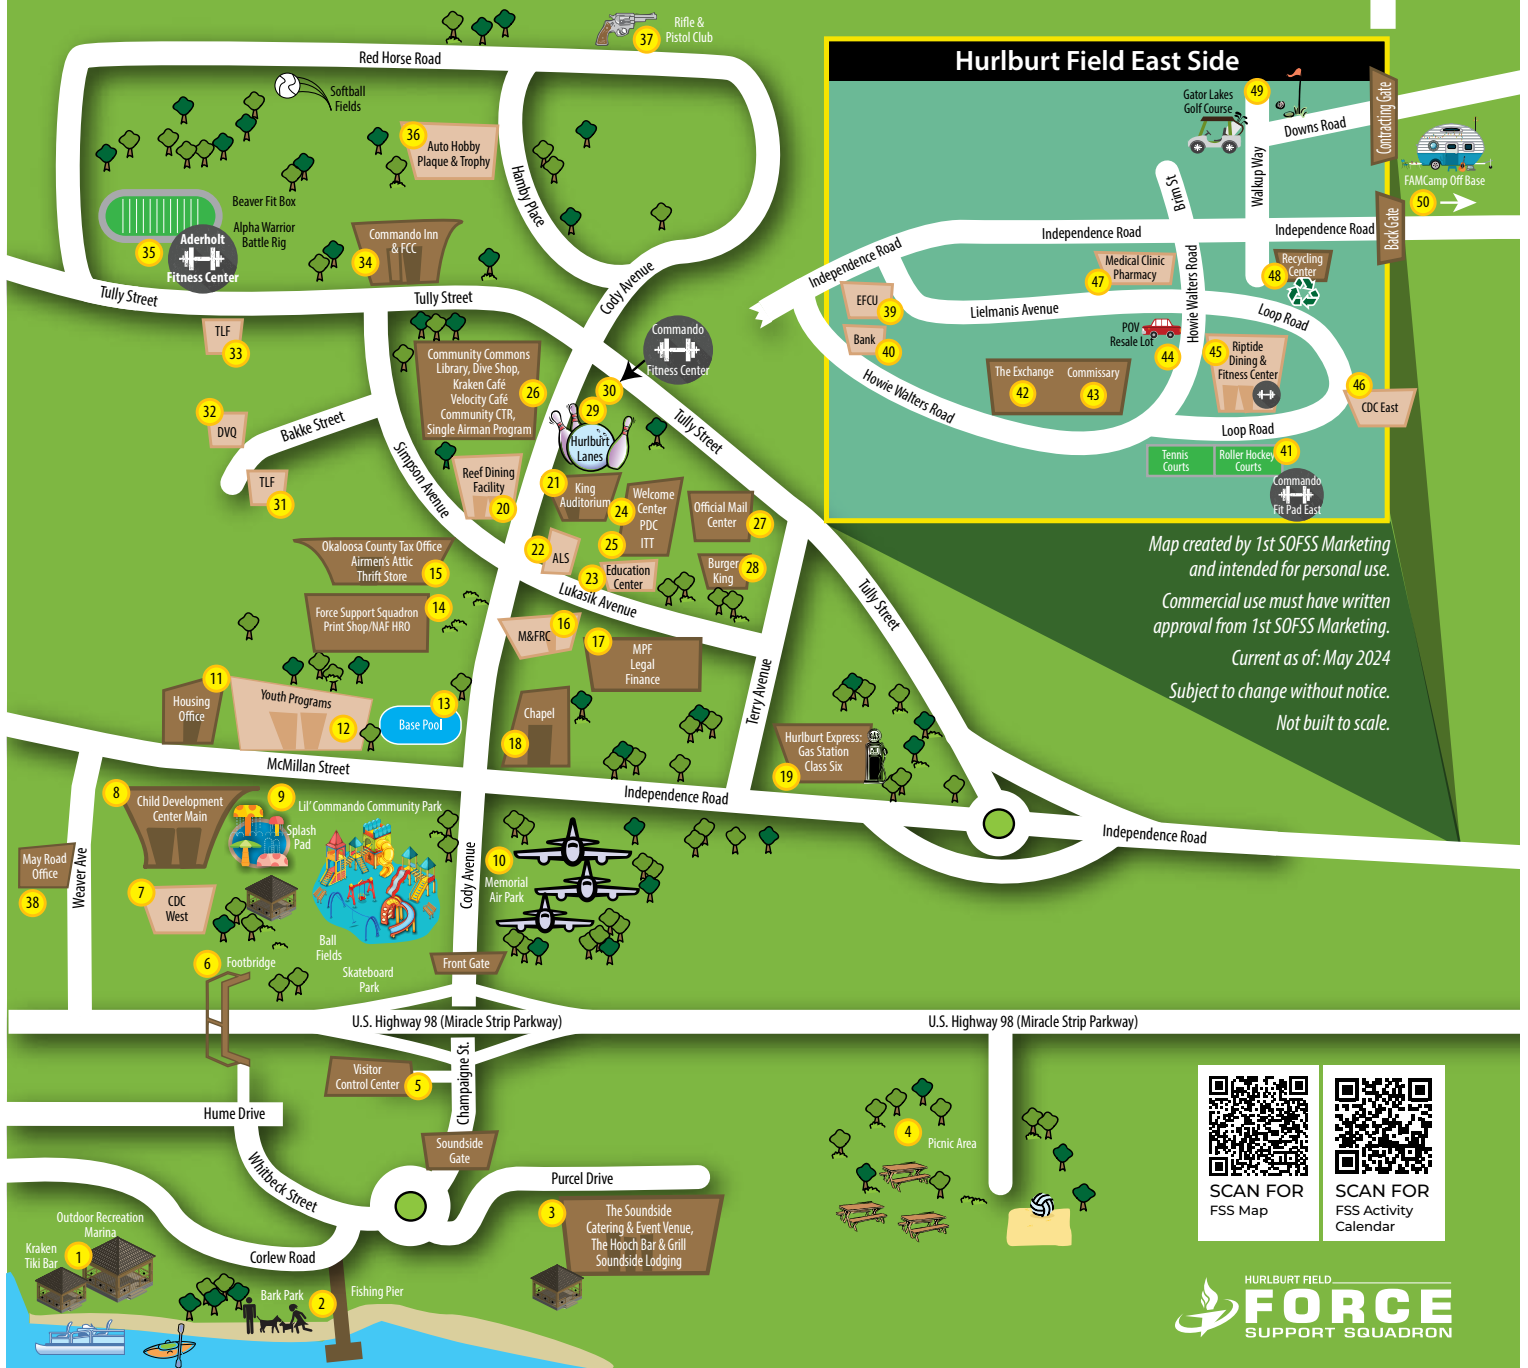 Rifle &
Pistol Club
37
Red Horse Road
Softball
Fields
36
Auto Hobby
Plaque & Trophy
Hamby Place
Beaver Fit Box
Alpha Warrior
Battle Rig
35
Aderholt
Fitness Center
Commando Inn
& FCC
34
Tully Street
Tully Street
Cody Avenue
TLF
33
Commando
Fitness Center
Community Commons
Library, Dive Shop,
Kraken Café
Velocity Café
Community CTR,
Single Airman Program
26
30
29
Hurlburt
Lanes
Tully Street
32
DVQ
Bakke Street
Simpson Avenue
TLF
31
Reef Dining
Facility
20
21
King
Auditorium
24
Welcome
Center
PDC
ITT
25
Official Mail
Center
27
22
ALS
23
Education
Center
Burger
King
28
Okaloosa County Tax Office
Airmen's Attic
Thrift Store
15
Force Support Squadron
Print Shop/NAF HRO
14
Lukasik Avenue
Tully Street
M&FRC
16
17
MPF
Legal
Finance
Terry Avenue
11
Housing
Office
Youth Programs
12
13
Base Pool
Chapel
18
Hurlburt Express:
Gas Station
Class Six
19
McMillan Street
Independence Road
Independence Road
8
Child Development
Center Main
9
Lil' Commando Community Park
Splash
Pad
May Road
Office
38
Weaver Ave
7
CDC
West
Cody Avenue
10
Memorial
Air Park
Ball
Fields
Skateboard
Park
6
Footbridge
Front Gate
U.S. Highway 98 (Miracle Strip Parkway)
U.S. Highway 98 (Miracle Strip Parkway)
Visitor
Control Center
5
Champaigne St.
Hume Drive
Soundside
Gate
Whitbeck Street
Purcel Drive
3
The Soundside
Catering & Event Venue,
The Hooch Bar & Grill
Soundside Lodging
4
Picnic Area
Outdoor Recreation
Marina
Kraken
Tiki Bar
1
Corlew Road
Bark Park
2
Fishing Pier
Hurlburt Field East Side
Gator Lakes
Golf Course
49
Downs Road
Contracting Gate
Walkup Way
Brim St
FAMCamp Off Base
50
Back Gate
Independence Road
Independence Road
Independence Road
Medical Clinic
Pharmacy
47
48
Recycling
Center
EFCU
39
Lielmanis Avenue
Howie Walters Road
Loop Road
Bank
40
POV
Resale Lot
44
45
Riptide
Dining &
Fitness Center
The Exchange
42
Commissary
43
46
CDC East
Howie Walters Road
Loop Road
Tennis
Courts
Roller Hockey
Courts
41
Commando
Fit Pad East
Map created by 1st SOFSS Marketing
and intended for personal use.
Commercial use must have written
approval from 1st SOFSS Marketing.
Current as of: May 2024
Subject to change without notice.
Not built to scale.
SCAN FOR
FSS Map
SCAN FOR
FSS Activity
Calendar
HURLBURT FIELD
FORCE
SUPPORT SQUADRON